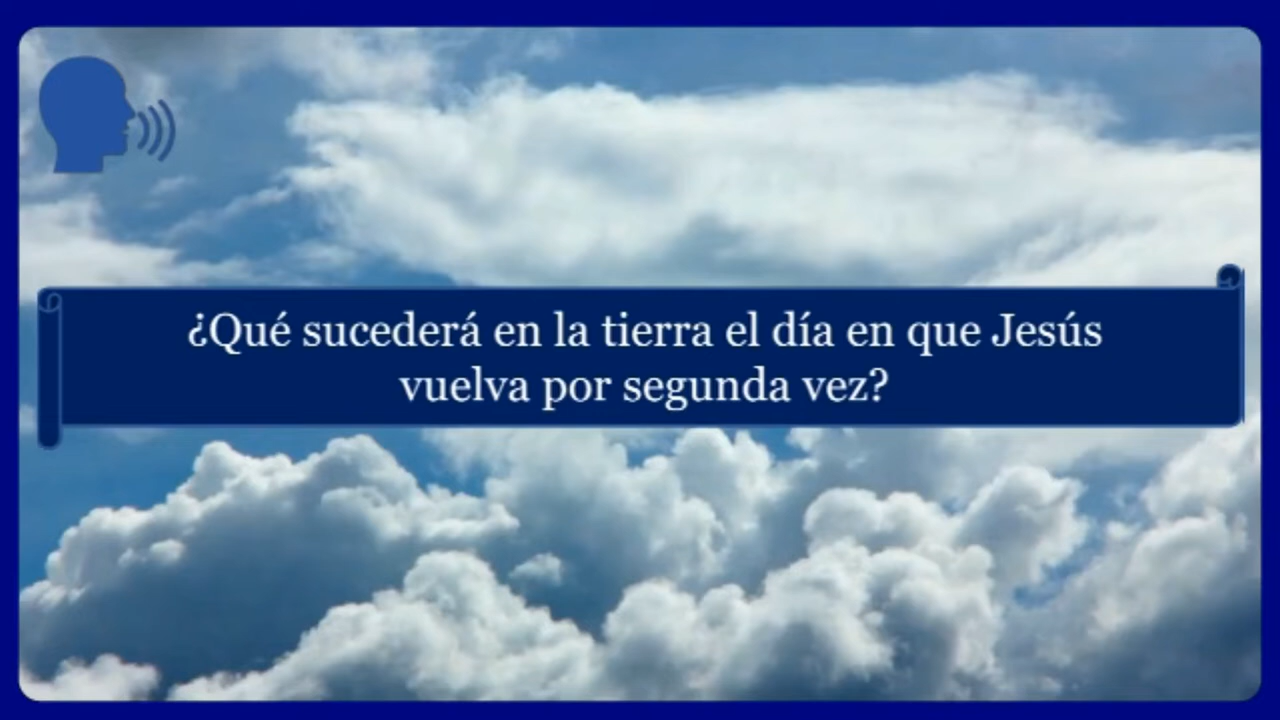 ¿Qué sucederá en la tierra el día en que Jesús
vuelva por segunda vez?